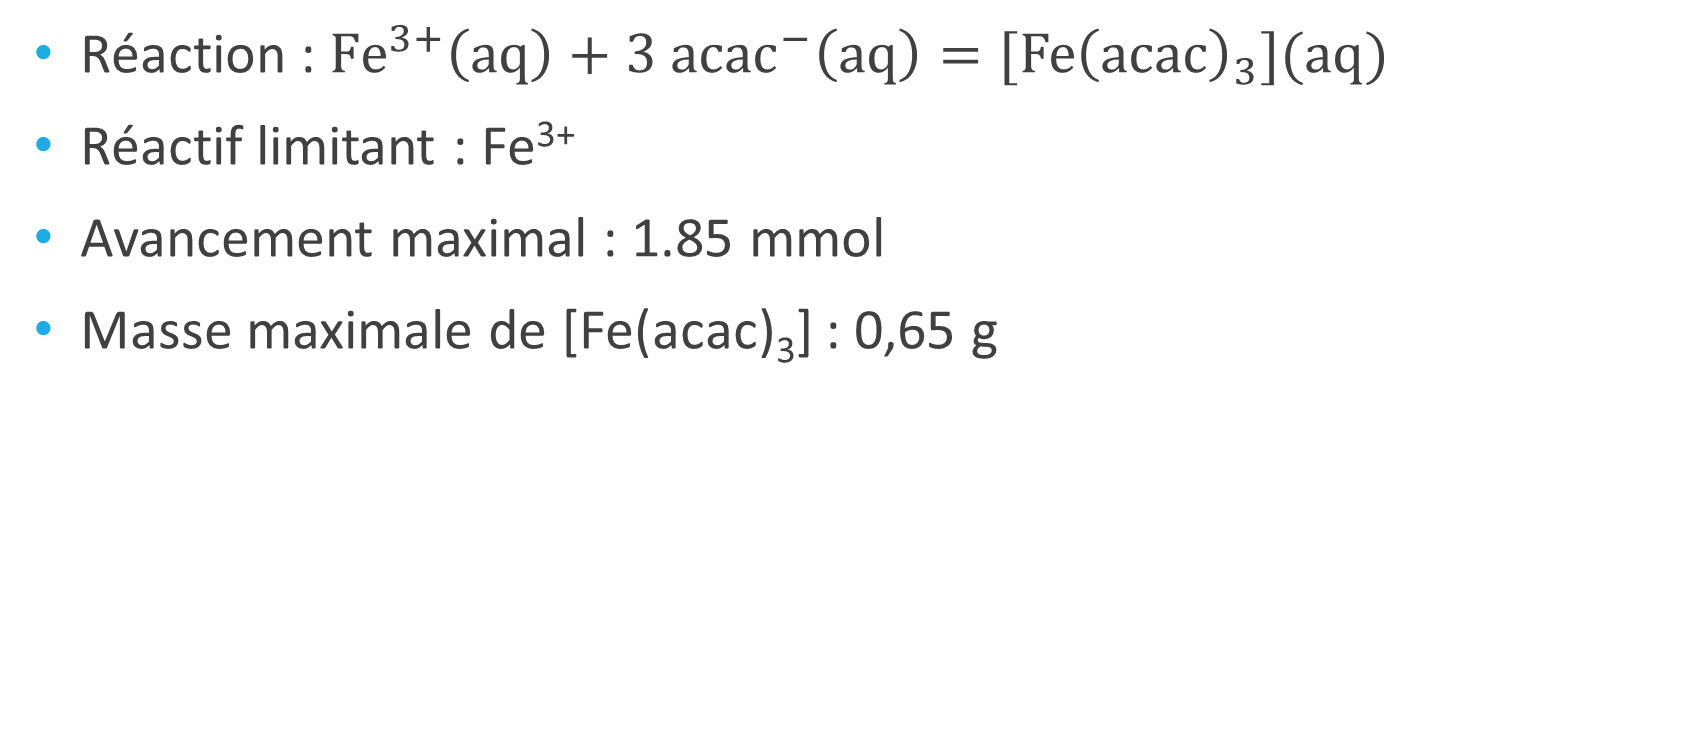 • Réaction : Fe³⁺(aq) + 3 acac⁻(aq) = [Fe(acac)₃](aq)
• Réactif limitant : Fe³⁺
• Avancement maximal : 1.85 mmol
• Masse maximale de [Fe(acac)₃] : 0,65 g